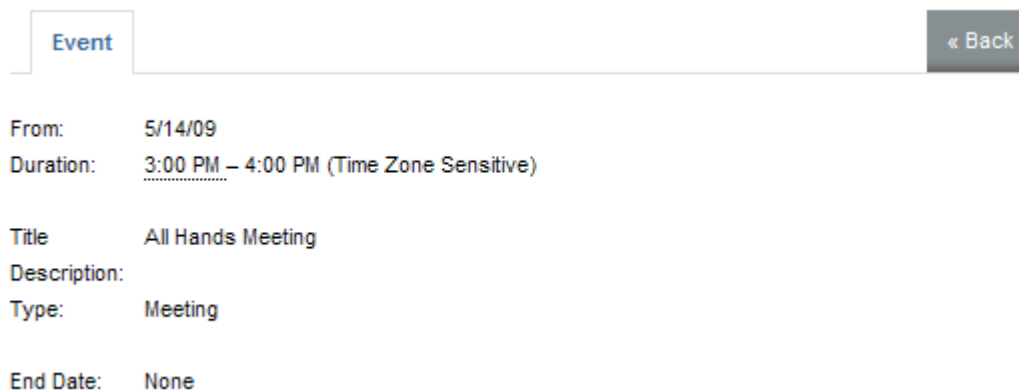 Event
« Back
From: 5/14/09
Duration: 3:00 PM – 4:00 PM (Time Zone Sensitive)
Title All Hands Meeting
Description:
Type: Meeting
End Date: None